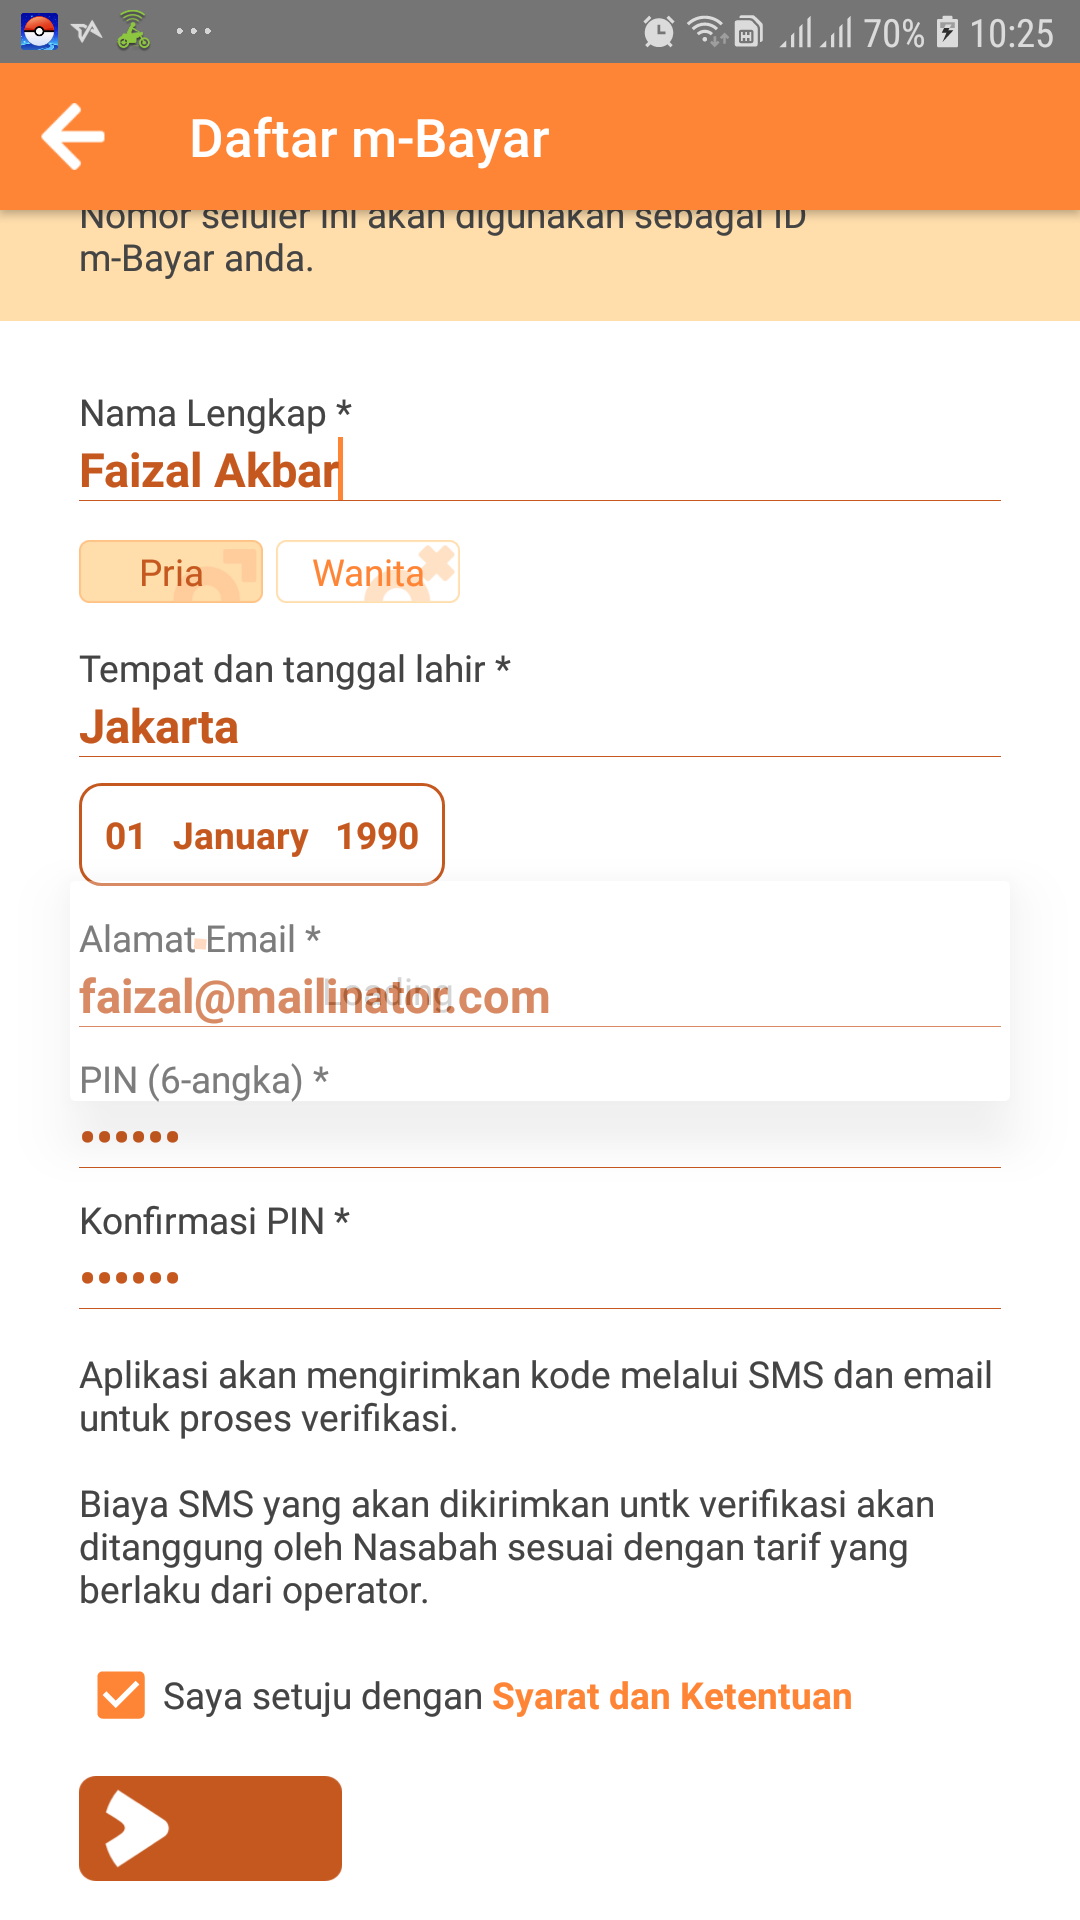 70% 10:25
Daftar m-Bayar
Nomor seluler ini akan digunakan sebagai ID
m-Bayar anda.
Nama Lengkap *
Faizal Akbar
Pria Wanita
Tempat dan tanggal lahir *
Jakarta
01 January 1990
Alamat Email *
faizal@mailinator.com
Loading
PIN (6-angka) *
••••••
Konfirmasi PIN *
••••••
Aplikasi akan mengirimkan kode melalui SMS dan email
untuk proses verifikasi.
Biaya SMS yang akan dikirimkan untk verifikasi akan
ditanggung oleh Nasabah sesuai dengan tarif yang
berlaku dari operator.
Saya setuju dengan Syarat dan Ketentuan